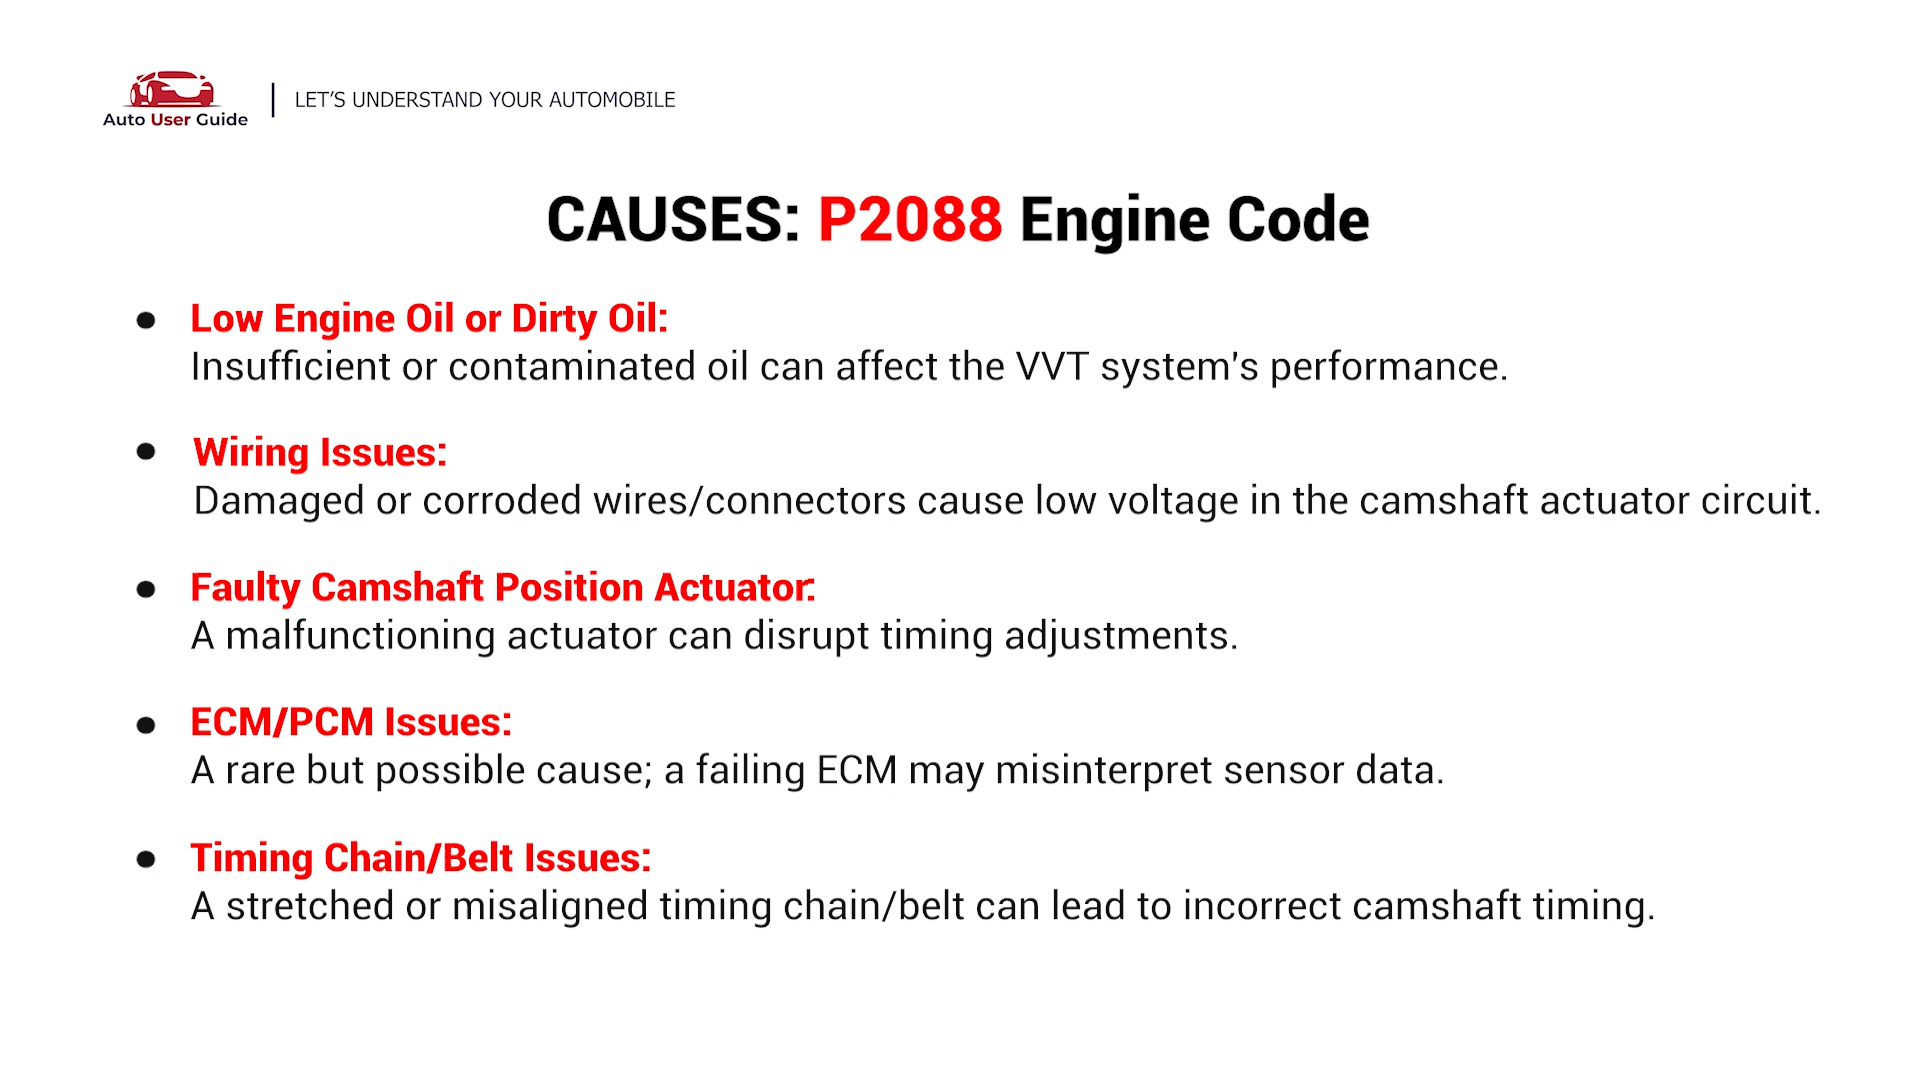 Auto User Guide
LET'S UNDERSTAND YOUR AUTOMOBILE
CAUSES: P2088 Engine Code
● Low Engine Oil or Dirty Oil:
Insufficient or contaminated oil can affect the VVT system's performance.
● Wiring Issues:
Damaged or corroded wires/connectors cause low voltage in the camshaft actuator circuit.
● Faulty Camshaft Position Actuator:
A malfunctioning actuator can disrupt timing adjustments.
● ECM/PCM Issues:
A rare but possible cause; a failing ECM may misinterpret sensor data.
● Timing Chain/Belt Issues:
A stretched or misaligned timing chain/belt can lead to incorrect camshaft timing.